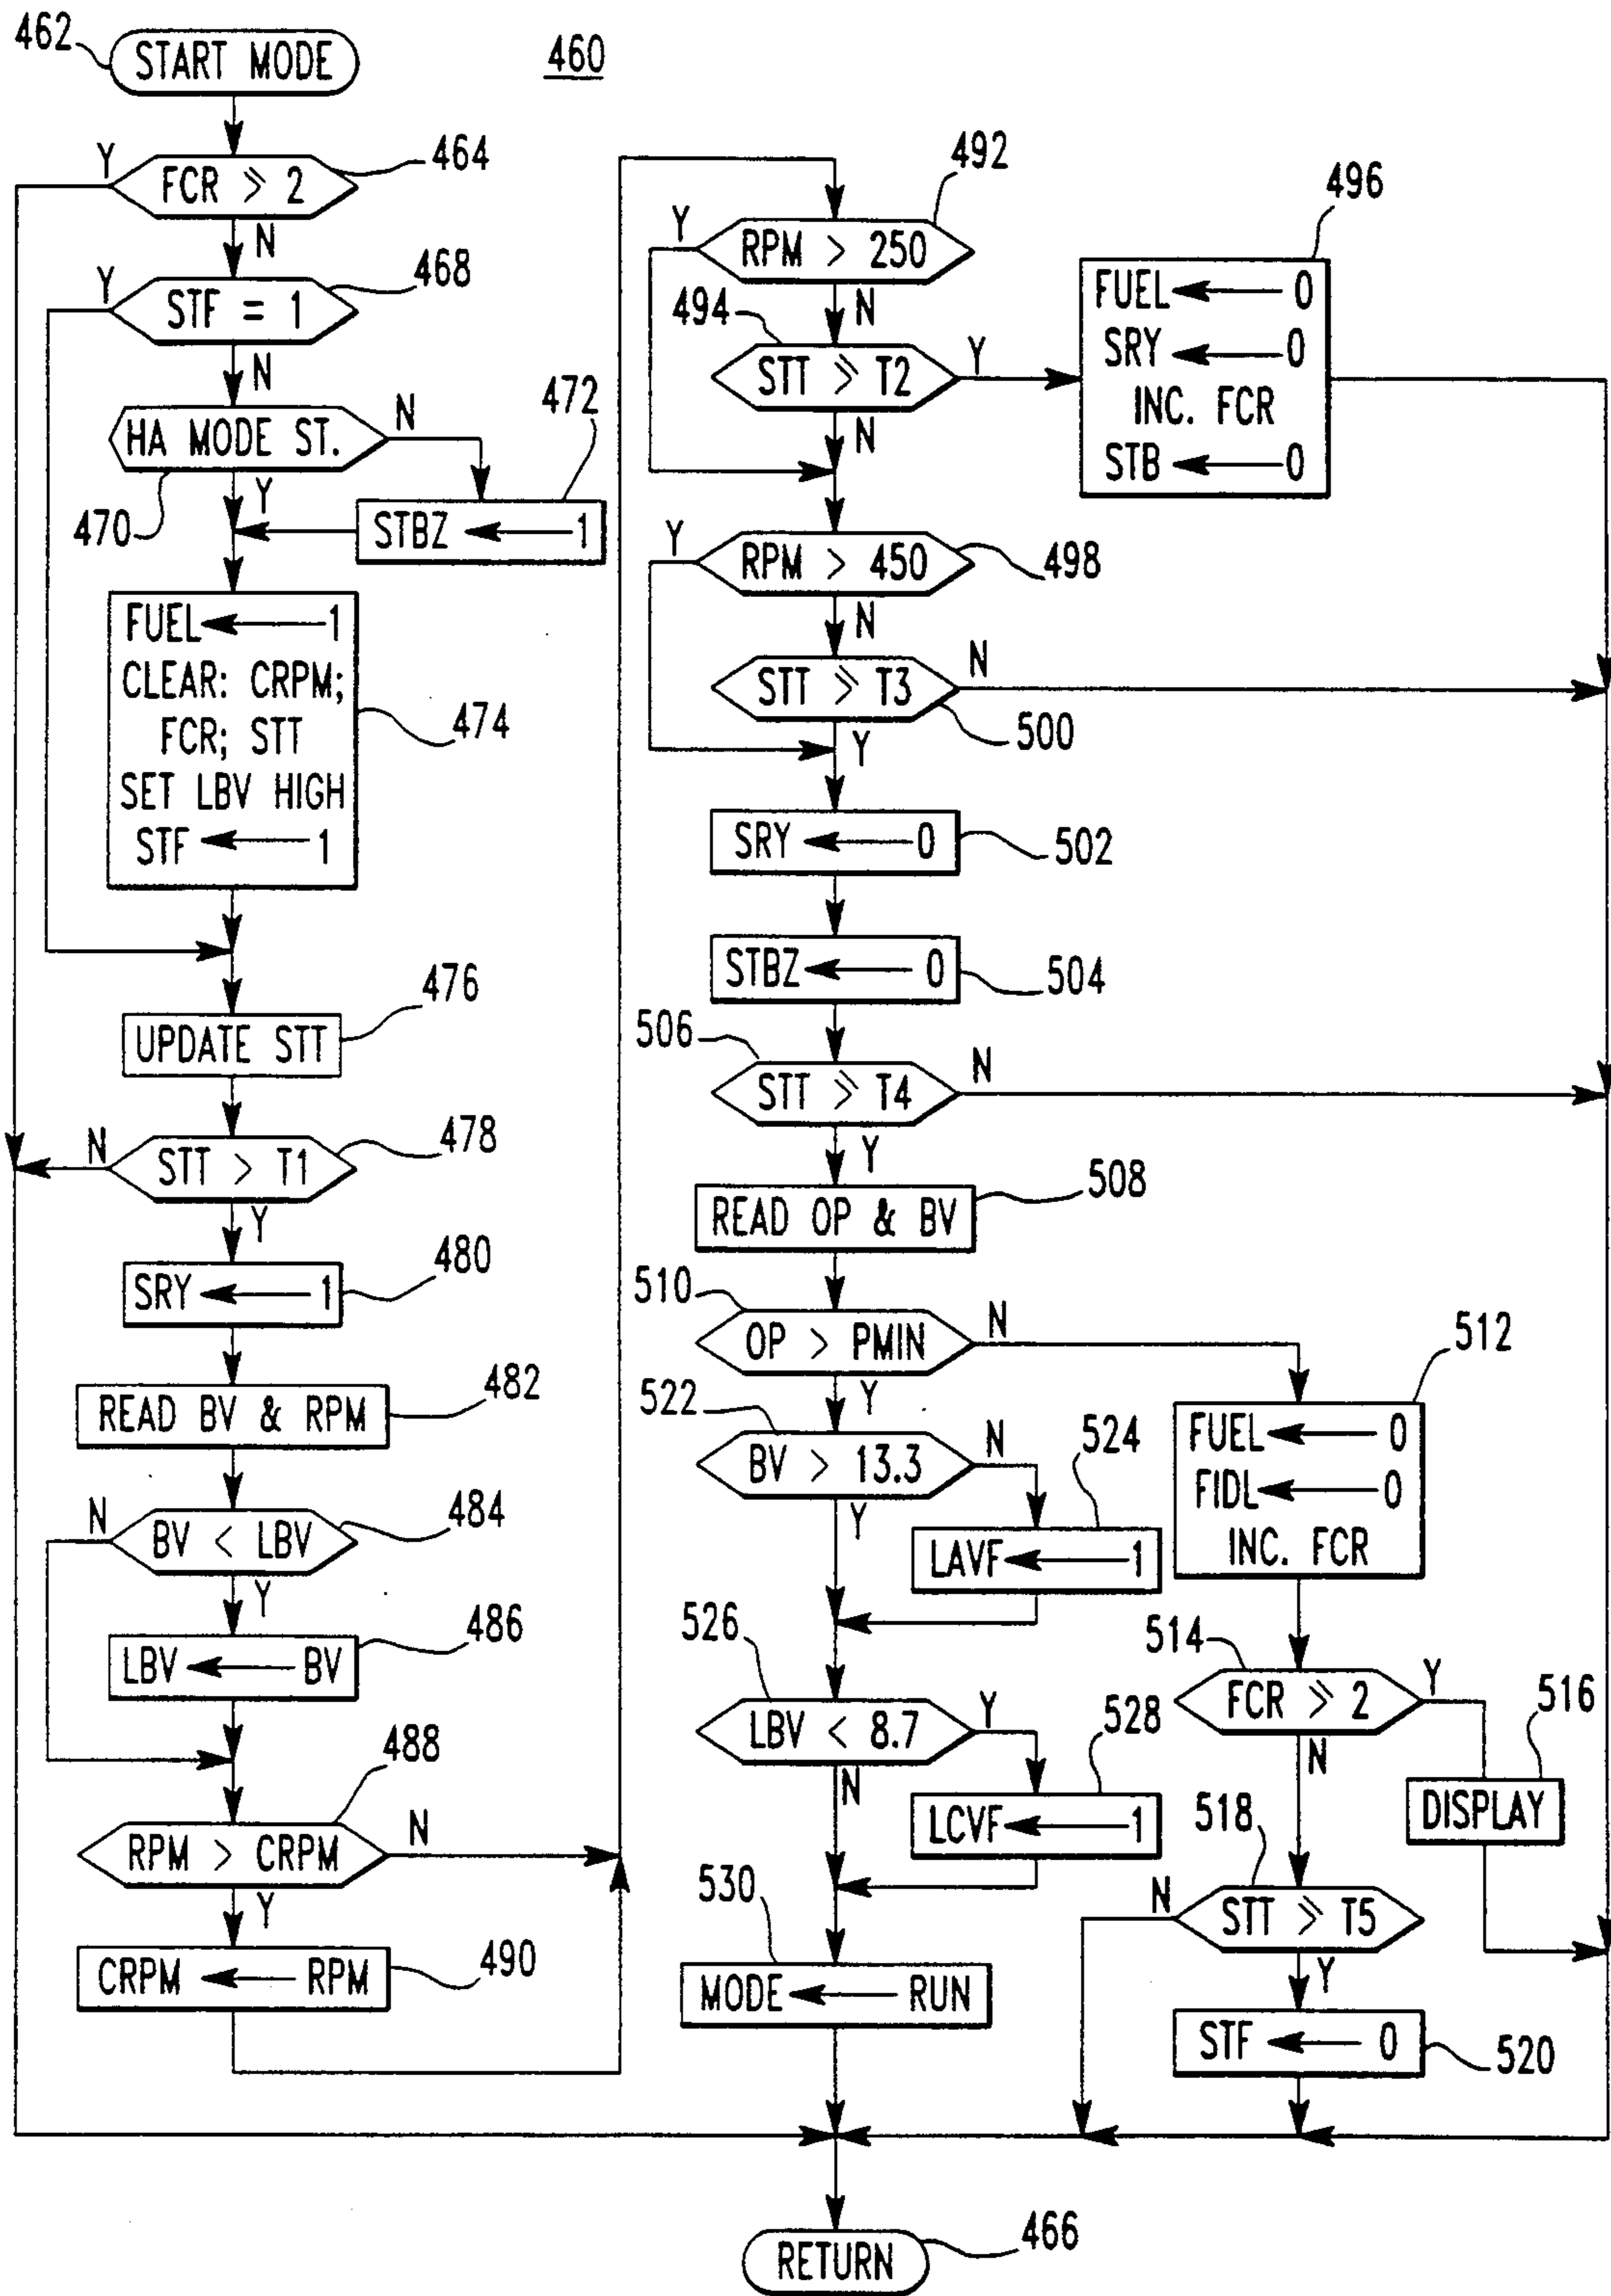 462
START MODE
460
Y
FCR ⩾ 2
464
N
Y
STF = 1
468
N
HA MODE ST.
N
470
Y
472
STBZ ← 1
FUEL ← 1
CLEAR: CRPM;
FCR; STT
SET LBV HIGH
STF ← 1
474
476
UPDATE STT
N
STT > T1
478
Y
SRY ← 1
480
READ BV & RPM
482
N
BV < LBV
484
Y
LBV ← BV
486
RPM > CRPM
488
N
Y
CRPM ← RPM
490
Y
RPM > 250
492
N
494
STT ⩾ T2
Y
N
496
FUEL ← 0
SRY ← 0
INC. FCR
STB ← 0
Y
RPM > 450
498
N
STT ⩾ T3
N
500
Y
SRY ← 0
502
STBZ ← 0
504
506
STT ⩾ T4
N
Y
READ OP & BV
508
510
OP > PMIN
N
Y
512
FUEL ← 0
FIDL ← 0
INC. FCR
522
BV > 13.3
N
Y
524
LAVF ← 1
514
FCR ⩾ 2
Y
N
516
DISPLAY
526
LBV < 8.7
Y
N
528
LCVF ← 1
518
N
STT ⩾ T5
Y
STF ← 0
520
530
MODE ← RUN
RETURN
466